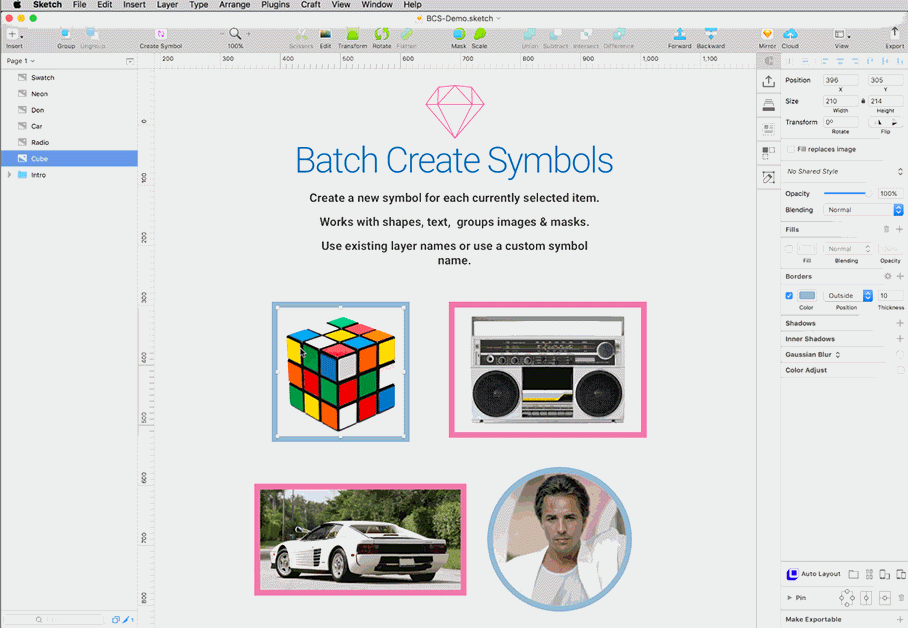 Sketch File Edit Insert Layer Type Arrange Plugins Craft View Window Help
BCS-Demo.sketch
Insert Group Ungroup Create Symbol 100% Scissors Edit Transform Rotate Flatten Mask Scale Union Subtract Intersect Difference Forward Backward Mirror Cloud View Export
Page 1
200 300 400 500 600 700 800 900 1,000 1,100
Swatch
Neon
Don
Car
Radio
Cube
Intro
0
100
200
300
400
500
600
700
800
Batch Create Symbols
Create a new symbol for each currently selected item.
Works with shapes, text, groups images & masks.
Use existing layer names or use a custom symbol
name.
Position 396 305
X Y
Size 210 214
Width Height
Transform 0°
Rotate Flip
Fill replaces image
No Shared Style
Opacity 100%
Blending Normal
Fills
Normal
Fill Blending Opacity
Borders
Outside 10
Color Position Thickness
Shadows
Inner Shadows
Gaussian Blur
Color Adjust
Auto Layout
Pin
Make Exportable
1